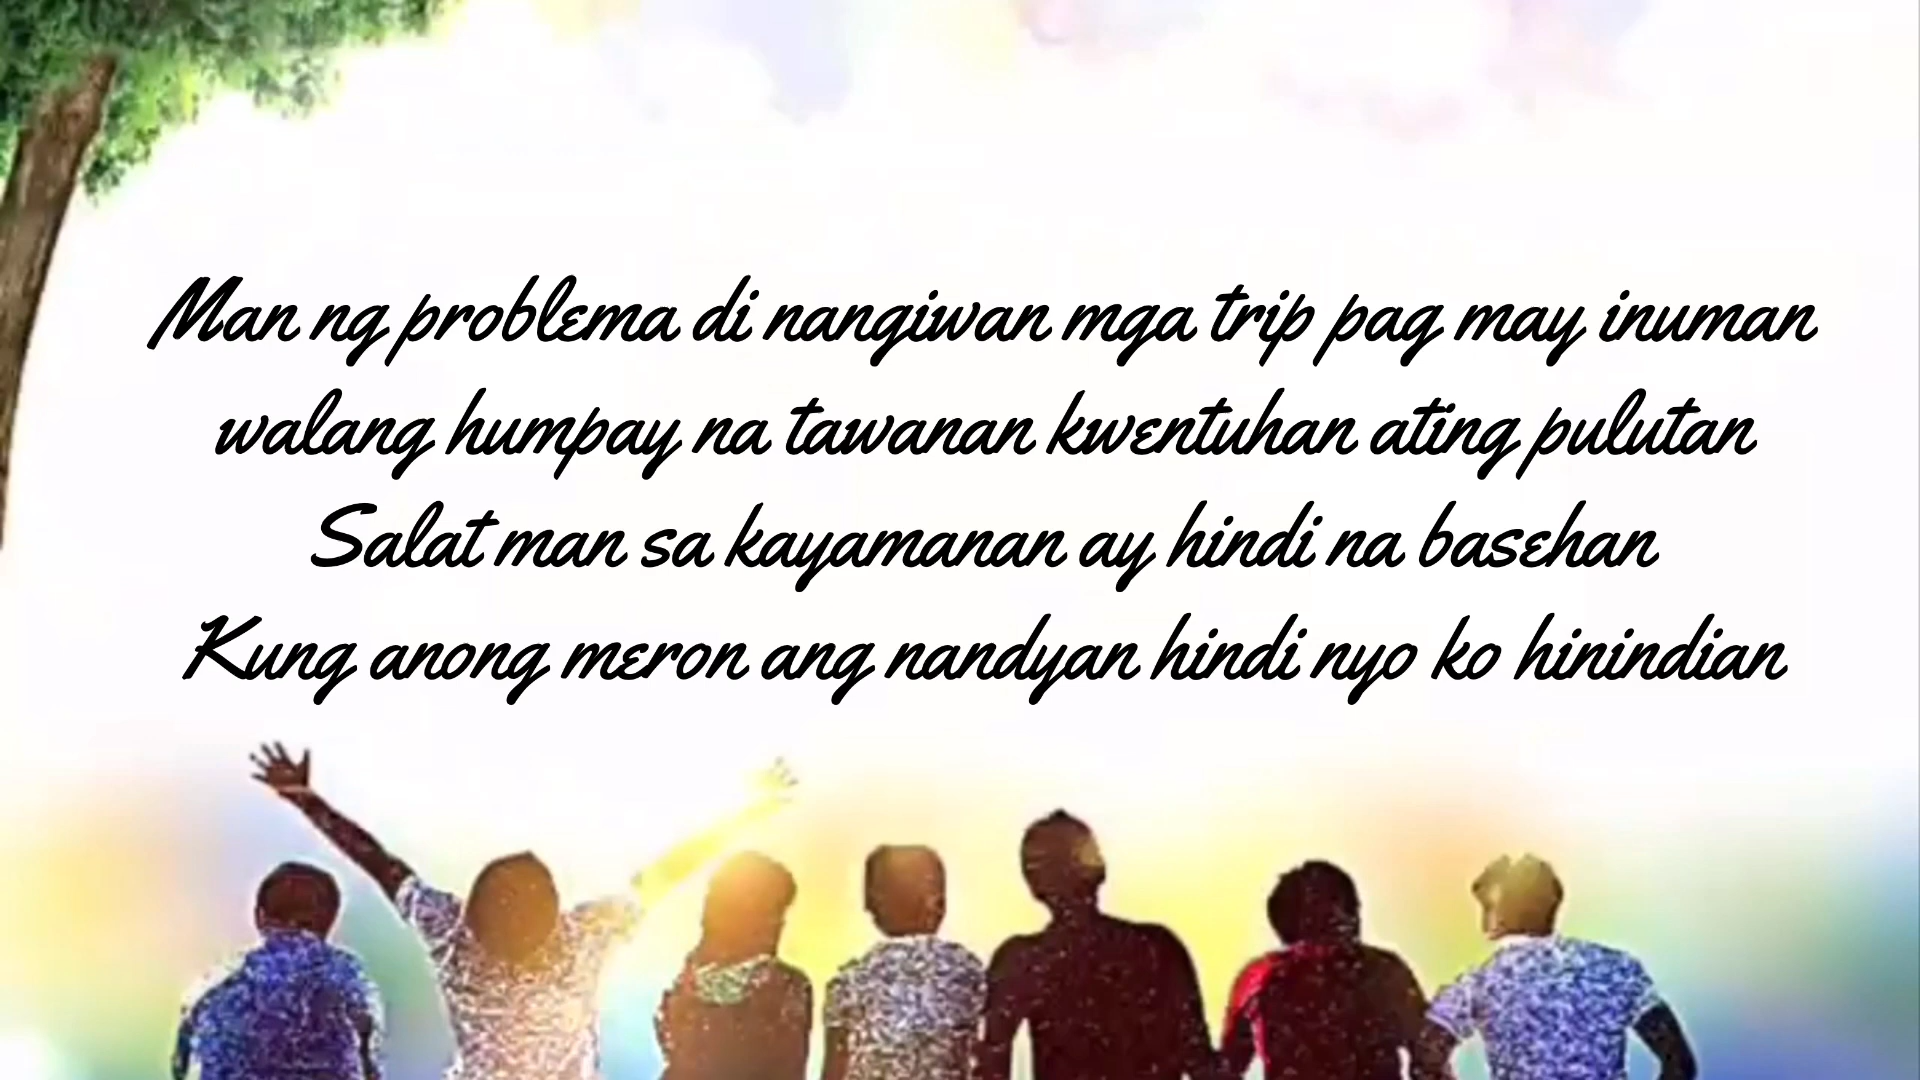 Man ng problema di nangiwan mga trip pag may inuman
walang humpay na tawanan kwentuhan ating pulutan
Salat man sa kayamanan ay hindi na basehan
Kung anong meron ang nandyan hindi nyo ko hinindian